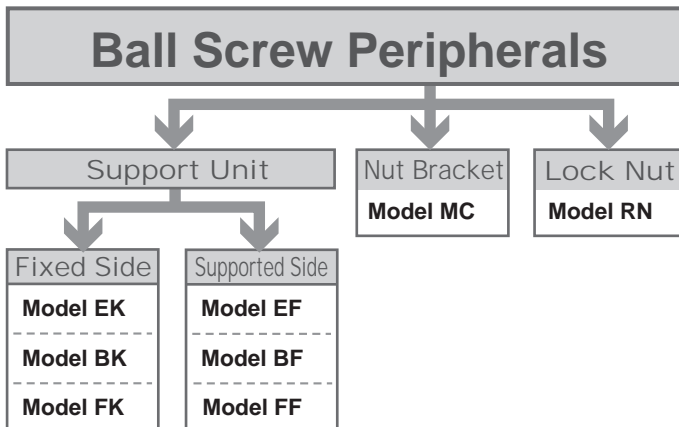 Ball Screw Peripherals
Support Unit
Nut Bracket
Model MC
Lock Nut
Model RN
Fixed Side
Model EK
Model BK
Model FK
Supported Side
Model EF
Model BF
Model FF